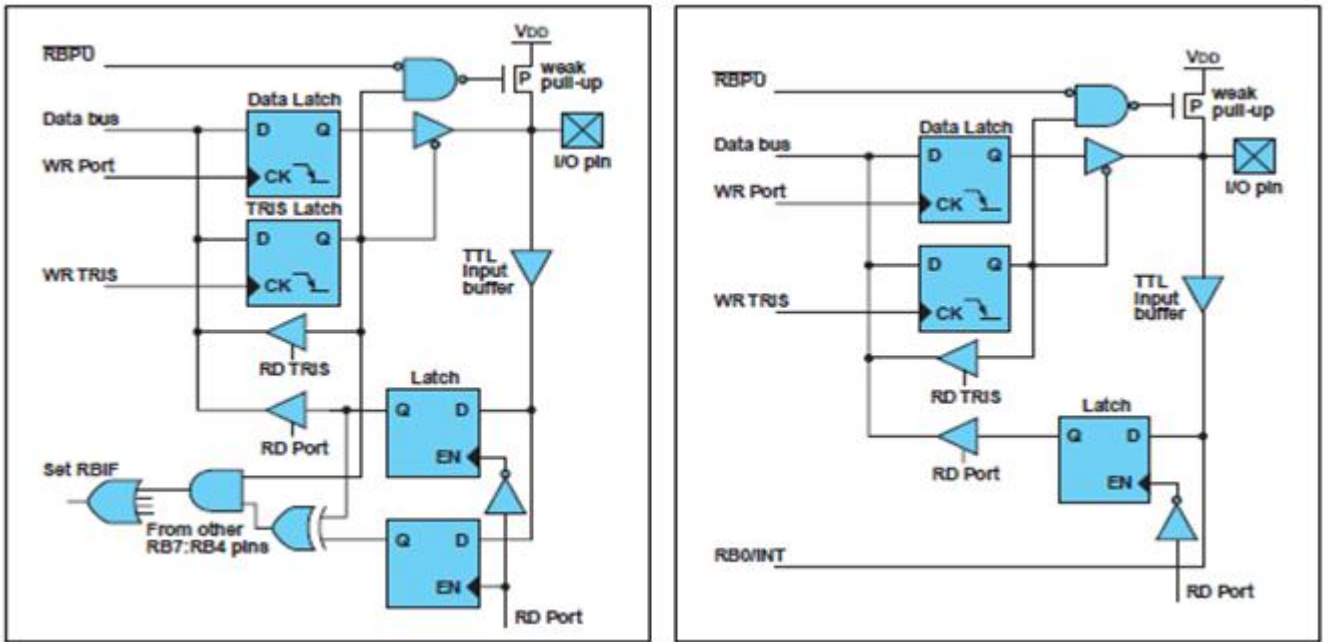 VDD
RBPU
P
weak
pull-up
Data Latch
Data bus
D Q
I/O pin
WR Port
CK
TRIS Latch
D Q
TTL
Input
buffer
WR TRIS
CK
RD TRIS
Latch
Q D
RD Port
EN
Set RBIF
From other
RB7:RB4 pins
Q D
EN
RD Port
VDD
RBPU
weak
P
pull-up
Data Latch
Data bus
D Q
I/O pin
WR Port
CK
D Q
TTL
Input
buffer
WR TRIS
CK
RD TRIS
Latch
Q D
RD Port
EN
RB0/INT
RD Port